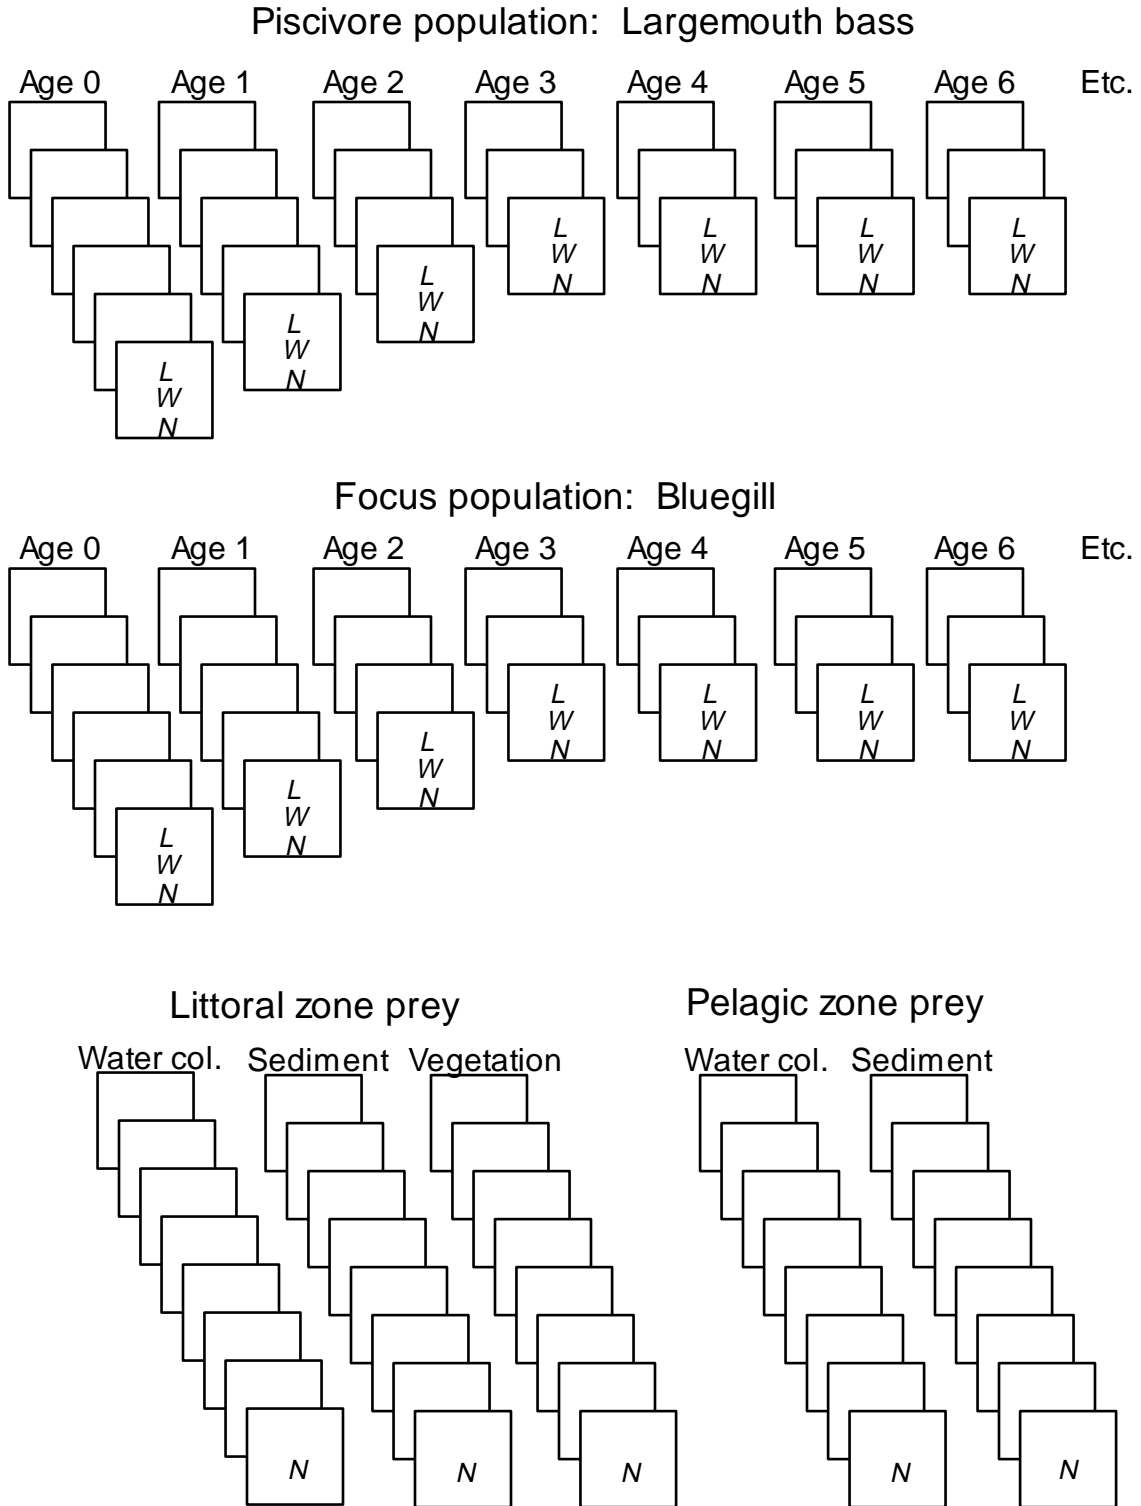 Piscivore population:  Largemouth bass
Age 0 Age 1 Age 2 Age 3 Age 4 Age 5 Age 6 Etc.
L L L L
W W W W
N N N N
L
W
N
L
W
N
L
W
N
Focus population:  Bluegill
Age 0 Age 1 Age 2 Age 3 Age 4 Age 5 Age 6 Etc.
L L L L
W W W W
N N N N
L
W
N
L
W
N
L
W
N
Littoral zone prey Pelagic zone prey
Water col. Sediment Vegetation Water col. Sediment
N N N N N